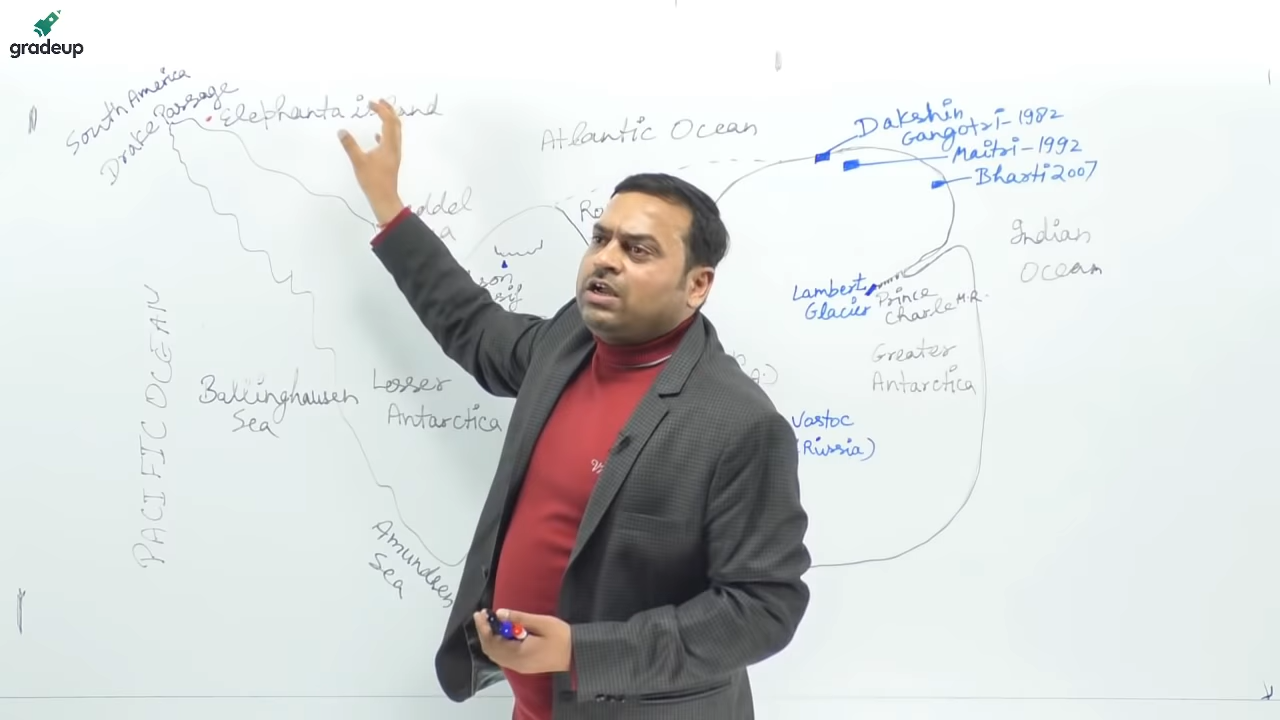 gradeup
South America
Drake Passage
Elephanta island
Atlantic Ocean
Dakshin
Gangotri-1982
Maitri-1992
Bharti 2007
Indian
Ocean
Lambert
Glacier
Prince
Charle M.R.
Greater
Antarctica
PACIFIC OCEAN
Ballinghausen
Sea
Lesser
Antarctica
Vastoc
(Russia)
Amundsen
Sea